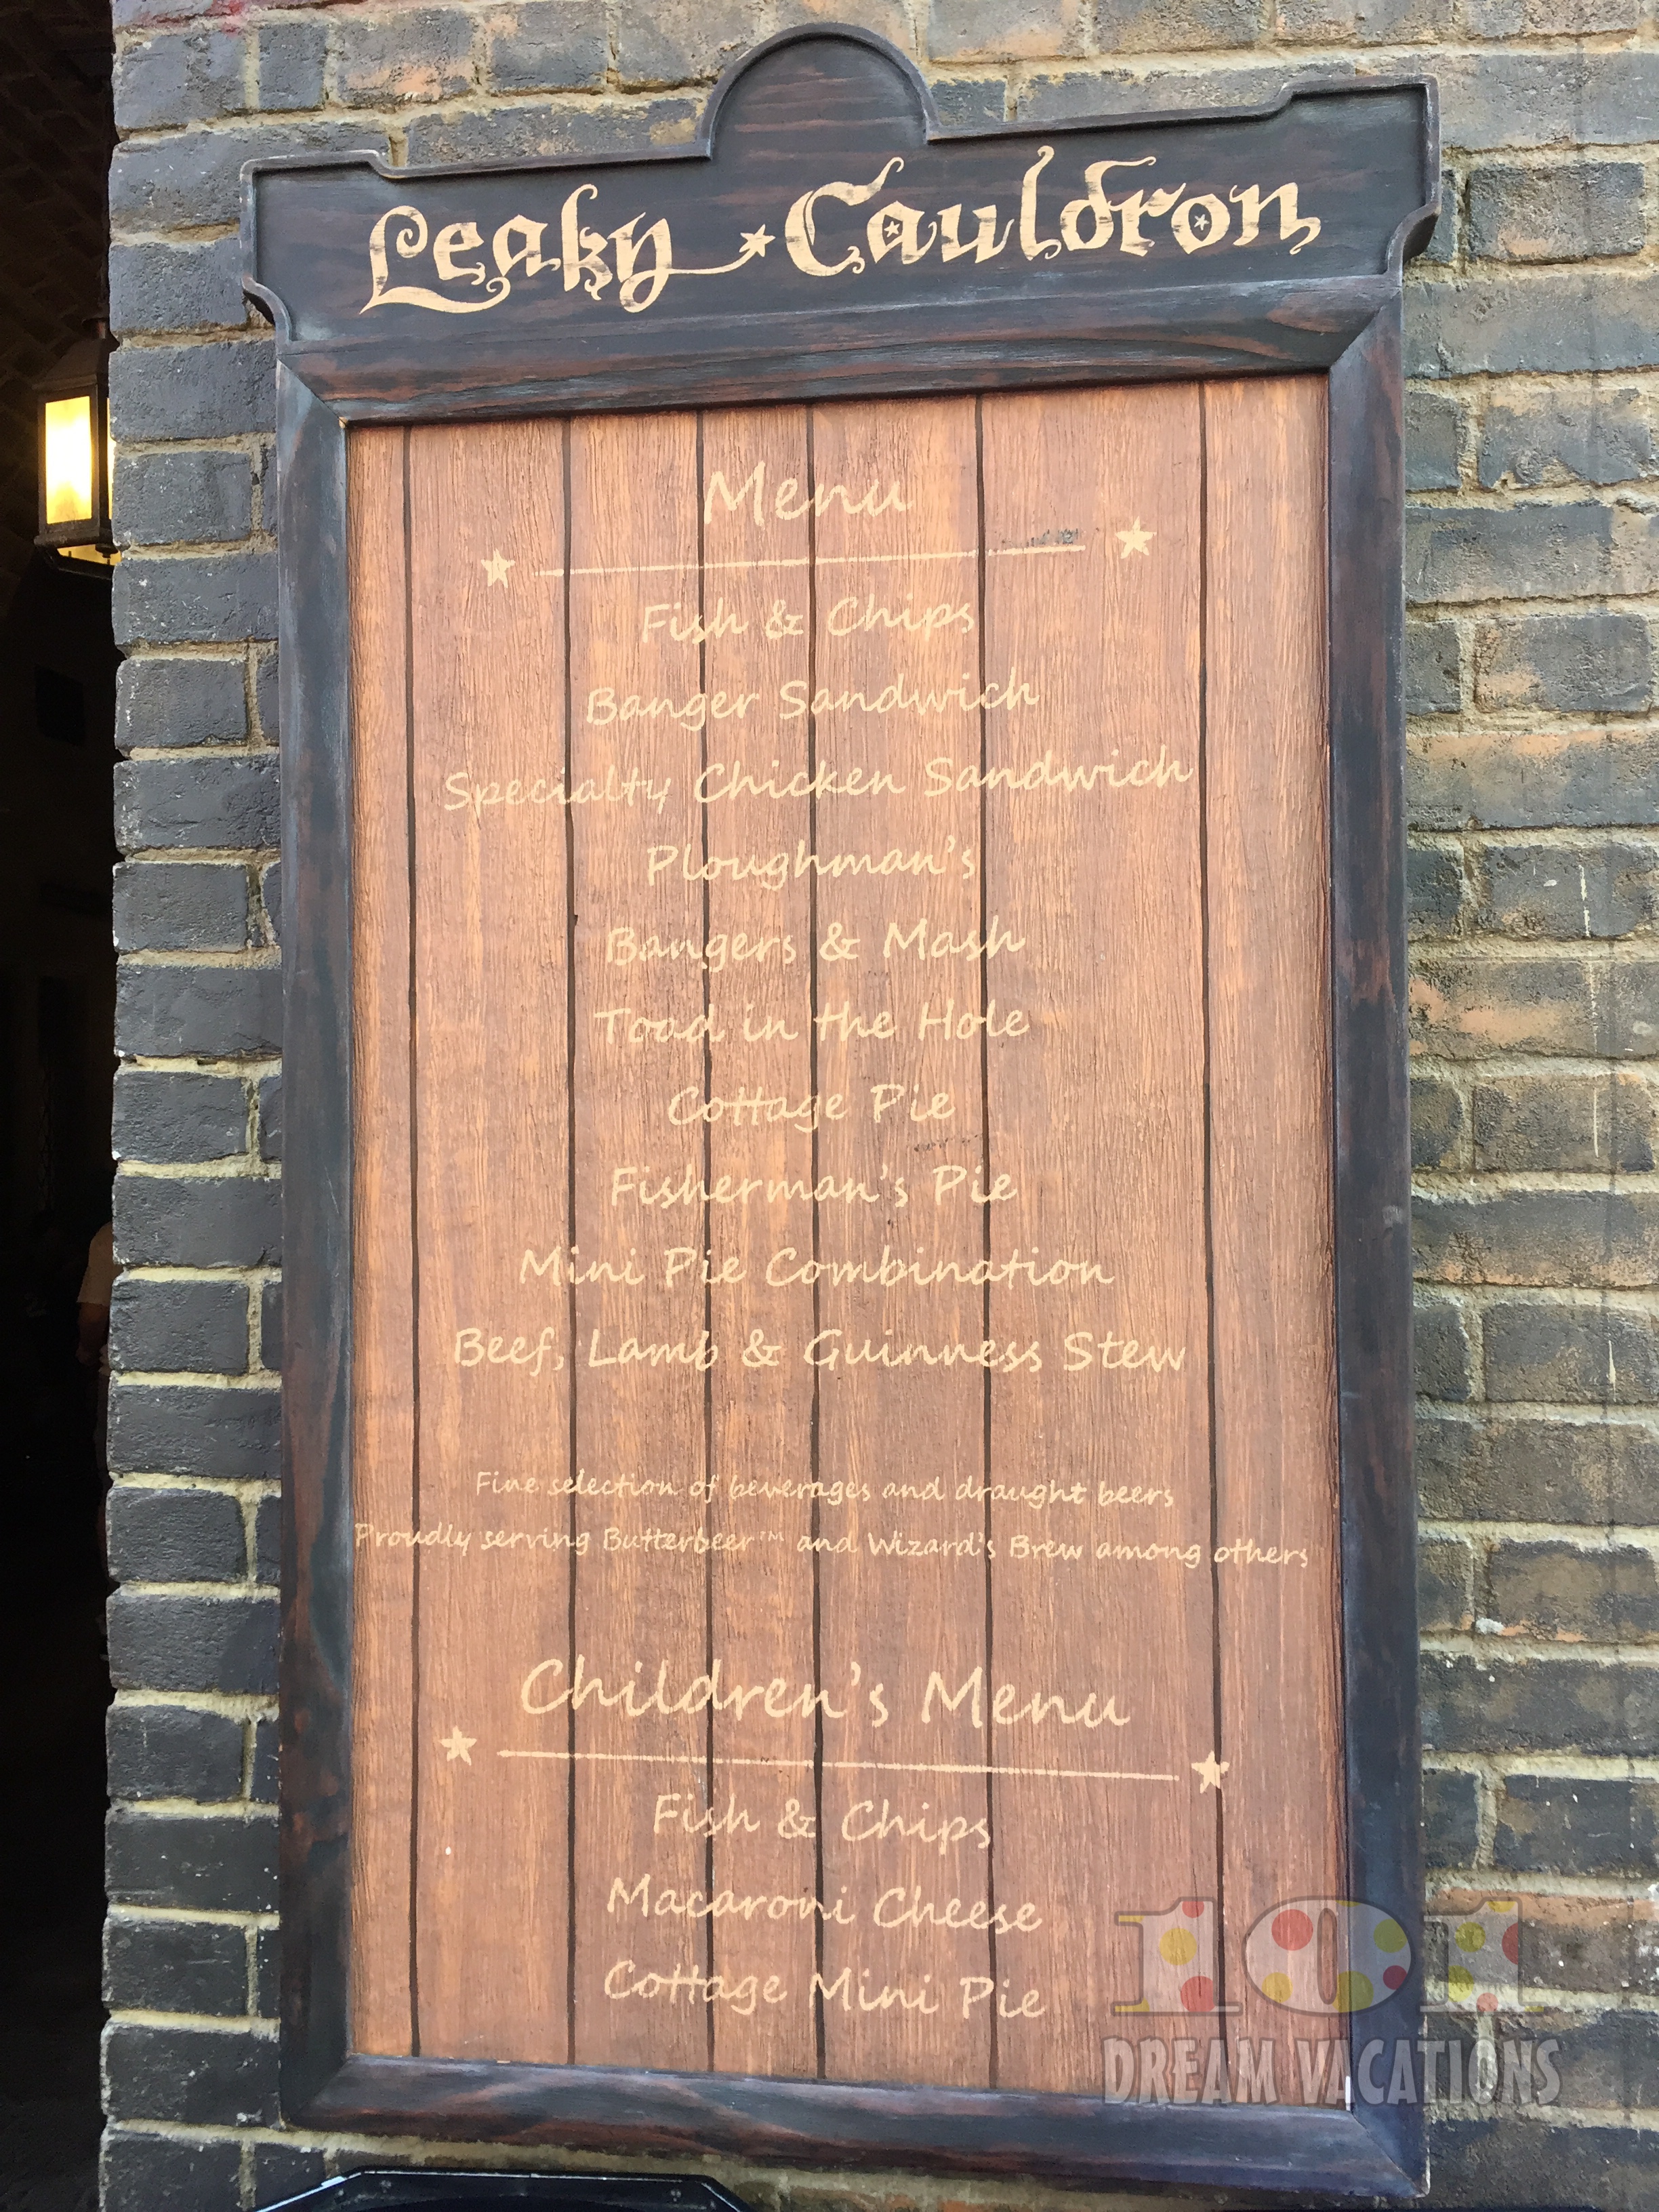 Leaky Cauldron
Menu
Fish & Chips
Banger Sandwich
Specialty Chicken Sandwich
Ploughman's
Bangers & Mash
Toad in the Hole
Cottage Pie
Fisherman's Pie
Mini Pie Combination
Beef, Lamb & Guinness Stew
Fine selection of beverages and draught beers
Proudly serving Butterbeer™ and Wizard's Brew among others
Children's Menu
Fish & Chips
Macaroni Cheese
Cottage Mini Pie
101
DREAM VACATIONS